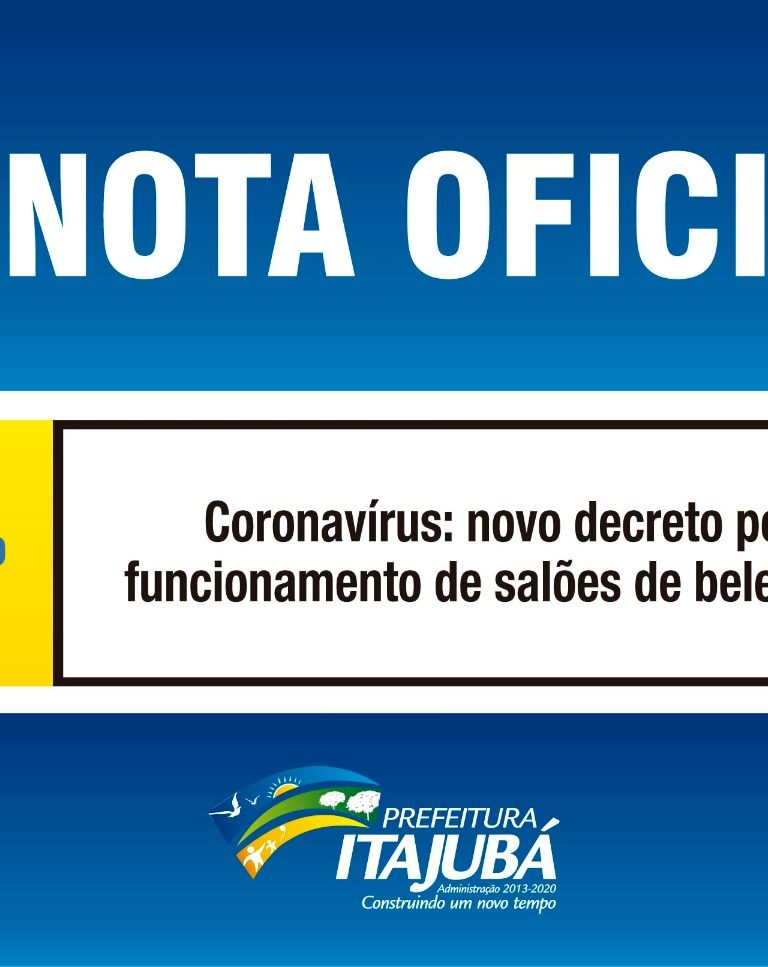 NOTA OFICI
Coronavírus: novo decreto pe
funcionamento de salões de bele
PREFEITURA
ITAJUBÁ
Administração 2013-2020
Construindo um novo tempo